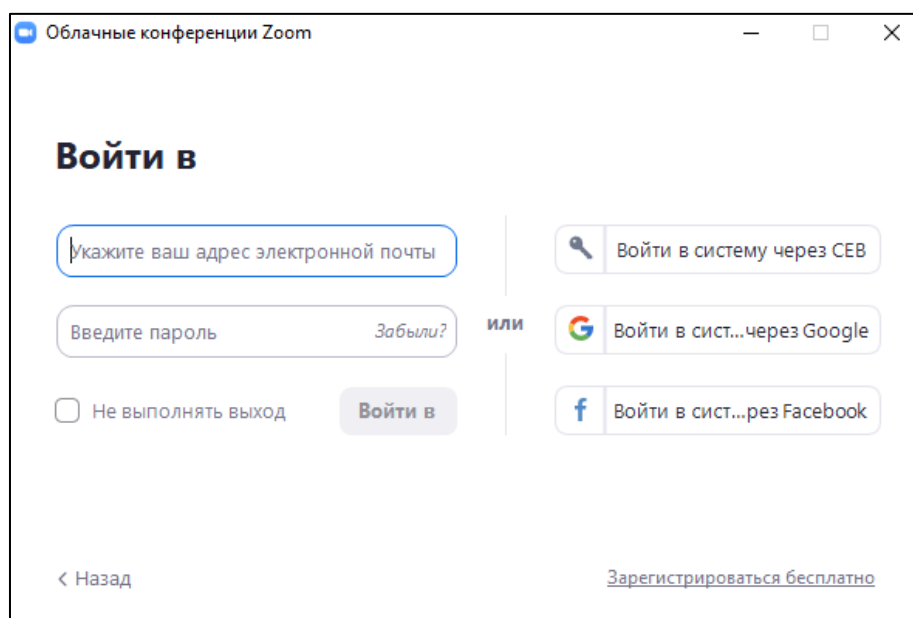 Облачные конференции Zoom
Войти в
Укажите ваш адрес электронной почты
Введите пароль
Забыли?
Не выполнять выход
Войти в
или
Войти в систему через СЕВ
Войти в сист...через Google
Войти в сист...рез Facebook
< Назад
Зарегистрироваться бесплатно